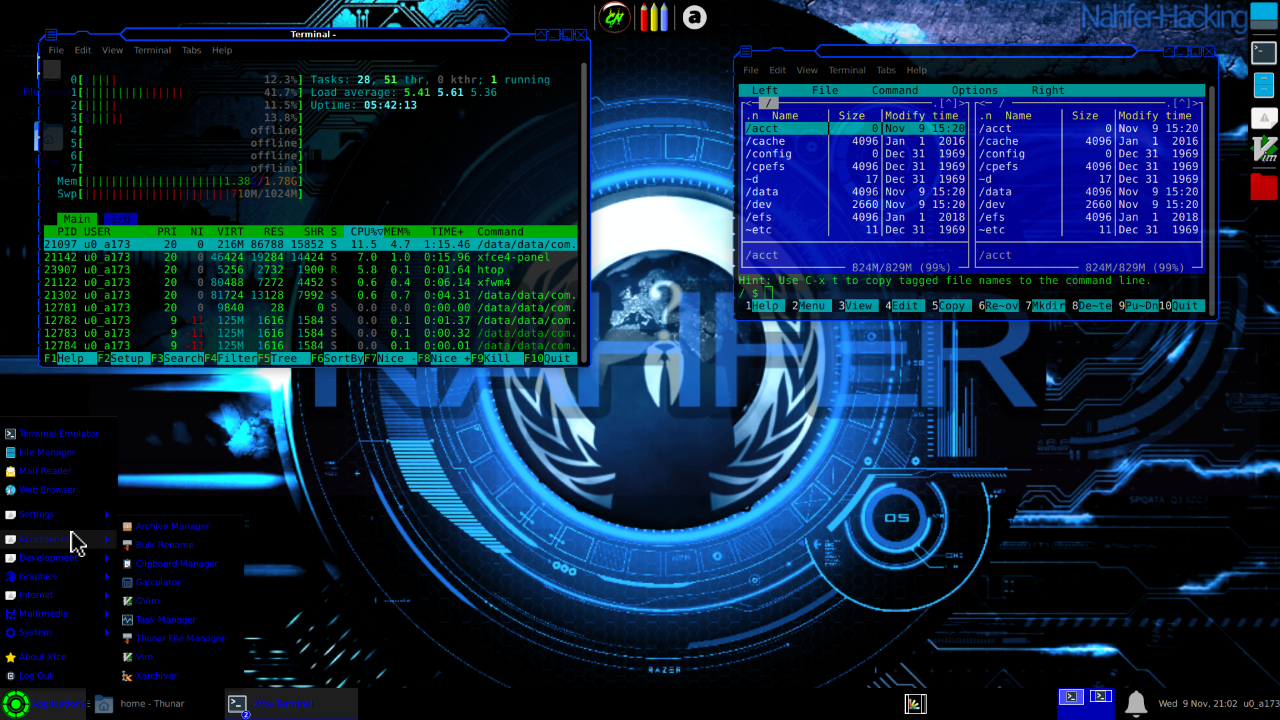 Nahfer-Hacking
Terminal -
File Edit View Terminal Tabs Help
0[|||| 12.3%] Tasks: 28, 51 thr, 0 kthr; 1 running
1[ 41.7%] Load average: 5.41 5.61 5.36
2[ 11.5%] Uptime: 05:42:13
3[ 13.8%]
4[ offline]
5[ offline]
6[ offline]
7[ offline]
Mem[ 1.38 /1.78G]
Swp[ 710M/1024M]
Main I/O
PID USER PRI NI VIRT RES SHR S CPU%▽MEM% TIME+ Command
21097 u0_a173 20 0 216M 86788 15852 S 11.5 4.7 1:15.46 /data/data/com.
21142 u0_a173 20 0 46424 19284 14424 S 7.0 1.0 0:15.96 xfce4-panel
23907 u0_a173 20 0 5256 2732 1900 R 5.8 0.1 0:01.64 htop
21122 u0_a173 20 0 80488 7272 4452 S 0.6 0.4 0:06.14 xfwm4
21302 u0_a173 20 0 81724 13128 7992 S 0.6 0.7 0:04.31 /data/data/com.
12781 u0_a173 20 0 9840 28 0 S 0.0 0.0 0:00.00 /data/data/com.
12782 u0_a173 9 -11 125M 1616 1584 S 0.0 0.1 0:01.37 /data/data/com.
12783 u0_a173 9 -11 125M 1616 1584 S 0.0 0.1 0:00.32 /data/data/com.
12784 u0_a173 9 -11 125M 1616 1584 S 0.0 0.1 0:00.01 /data/data/com.
F1Help F2Setup F3SearchF4FilterF5Tree F6SortByF7Nice -F8Nice +F9Kill F10Quit
File Edit View Terminal Tabs Help
Left File Command Options Right
<─ / .[^]>
.n Name Size Modify time
/acct 0 Nov 9 15:20
/cache 4096 Jan 1 2016
/config 0 Dec 31 1969
/cpefs 4096 Dec 31 1969
~d 17 Dec 31 1969
/data 4096 Nov 9 15:20
/dev 2660 Nov 9 15:20
/efs 4096 Jan 1 2018
~etc 11 Dec 31 1969
/acct
824M/829M (99%)
<─ / .[^]>
.n Name Size Modify time
/acct 0 Nov 9 15:20
/cache 4096 Jan 1 2016
/config 0 Dec 31 1969
/cpefs 4096 Dec 31 1969
~d 17 Dec 31 1969
/data 4096 Nov 9 15:20
/dev 2660 Nov 9 15:20
/efs 4096 Jan 1 2018
~etc 11 Dec 31 1969
/acct
824M/829M (99%)
Hint: Use C-x t to copy tagged file names to the command line.
/ $
1Help 2Menu 3View 4Edit 5Copy 6Re~ov 7Mkdir 8De~te 9Pu~Dn10Quit
NAHFER
Terminal Emulator
File Manager
Mail Reader
Web Browser
Settings
Accessories
Development
Graphics
Internet
Multimedia
System
About Xfce
Log Out
Archive Manager
Bulk Rename
Clipboard Manager
Galculator
GVim
Task Manager
Thunar File Manager
Vim
Xarchiver
05
RAZER
Applications
home - Thunar
Xfce Terminal
2
Wed 9 Nov, 21:02 u0_a173